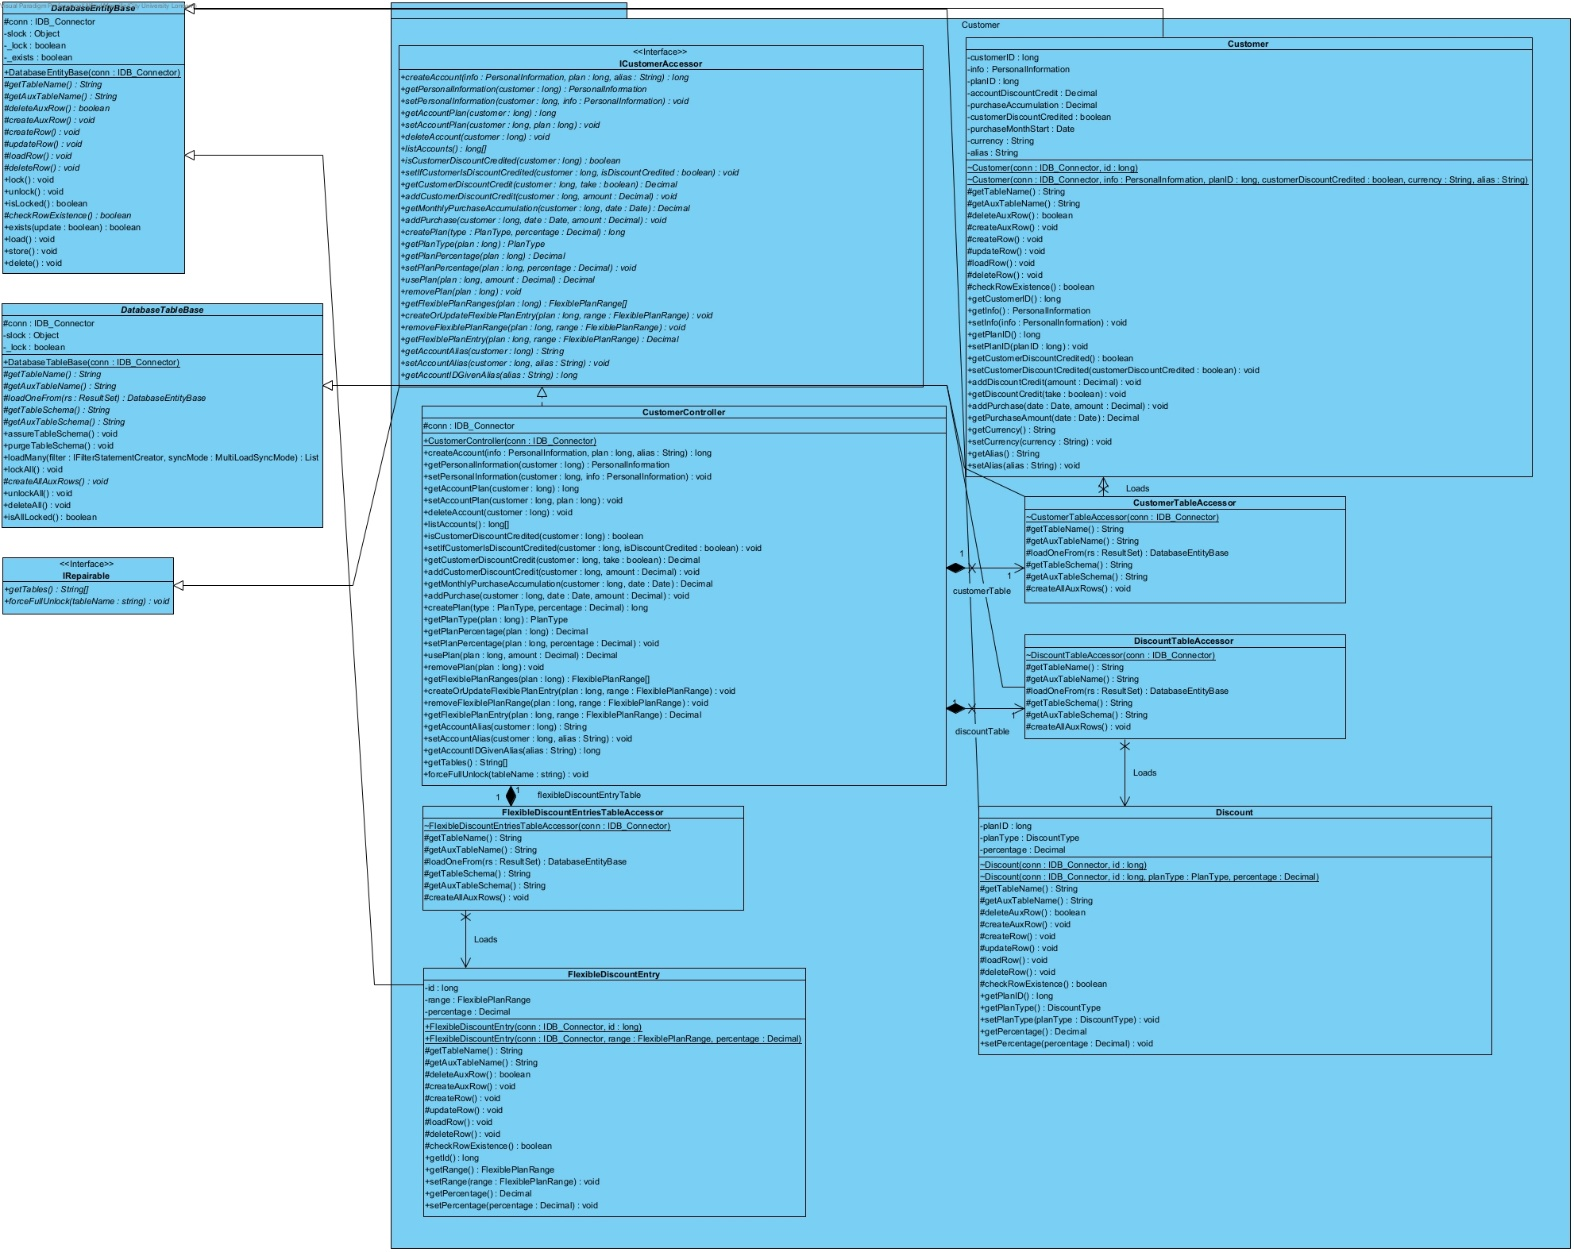 DatabaseEntityBase
#conn : IDB_Connector
-slock : Object
-_lock : boolean
-_exists : boolean
+DatabaseEntityBase(conn : IDB_Connector)
#getTableName() : String
#getAuxTableName() : String
#deleteAuxRow() : boolean
#createAuxRow() : void
#createRow() : void
#updateRow() : void
#loadRow() : void
#deleteRow() : void
+lock() : void
+unlock() : void
+isLocked() : boolean
#checkRowExistence() : boolean
+exists(update : boolean) : boolean
+load() : void
+store() : void
+delete() : void
DatabaseTableBase
#conn : IDB_Connector
-slock : Object
-_lock : boolean
+DatabaseTableBase(conn : IDB_Connector)
#getTableName() : String
#getAuxTableName() : String
#loadOneFrom(rs : ResultSet) : DatabaseEntityBase
#getTableSchema() : String
#getAuxTableSchema() : String
+assureTableSchema() : void
+purgeTableSchema() : void
+loadMany(filter : IFilterStatementCreator, syncMode : MultiLoadSyncMode) : List
+lockAll() : void
#createAllAuxRows() : void
+unlockAll() : void
+deleteAll() : void
+isAllLocked() : boolean
<<Interface>>
IRepairable
+getTables() : String[]
+forceFullUnlock(tableName : string) : void
Customer
<<Interface>>
ICustomerAccessor
+createAccount(info : PersonalInformation, plan : long, alias : String) : long
+getPersonalInformation(customer : long) : PersonalInformation
+setPersonalInformation(customer : long, info : PersonalInformation) : void
+getAccountPlan(customer : long) : long
+setAccountPlan(customer : long, plan : long) : void
+deleteAccount(customer : long) : void
+listAccounts() : long[]
+isCustomerDiscountCredited(customer : long) : boolean
+setIfCustomerIsDiscountCredited(customer : long, isDiscountCredited : boolean) : void
+getCustomerDiscountCredit(customer : long, take : boolean) : Decimal
+addCustomerDiscountCredit(customer : long, amount : Decimal) : void
+getMonthlyPurchaseAccumulation(customer : long, date : Date) : Decimal
+addPurchase(customer : long, date : Date, amount : Decimal) : void
+createPlan(type : PlanType, percentage : Decimal) : long
+getPlanType(plan : long) : PlanType
+getPlanPercentage(plan : long) : Decimal
+setPlanPercentage(plan : long, percentage : Decimal) : void
+usePlan(plan : long, amount : Decimal) : Decimal
+removePlan(plan : long) : void
+getFlexiblePlanRanges(plan : long) : FlexiblePlanRange[]
+createOrUpdateFlexiblePlanEntry(plan : long, range : FlexiblePlanRange) : void
+removeFlexiblePlanRange(plan : long, range : FlexiblePlanRange) : void
+getFlexiblePlanEntry(plan : long, range : FlexiblePlanRange) : Decimal
+getAccountAlias(customer : long) : String
+setAccountAlias(customer : long, alias : String) : void
+getAccountIDGivenAlias(alias : String) : long
CustomerController
#conn : IDB_Connector
+CustomerController(conn : IDB_Connector)
+createAccount(info : PersonalInformation, plan : long, alias : String) : long
+getPersonalInformation(customer : long) : PersonalInformation
+setPersonalInformation(customer : long, info : PersonalInformation) : void
+getAccountPlan(customer : long) : long
+setAccountPlan(customer : long, plan : long) : void
+deleteAccount(customer : long) : void
+listAccounts() : long[]
+isCustomerDiscountCredited(customer : long) : boolean
+setIfCustomerIsDiscountCredited(customer : long, isDiscountCredited : boolean) : void
+getCustomerDiscountCredit(customer : long, take : boolean) : Decimal
+addCustomerDiscountCredit(customer : long, amount : Decimal) : void
+getMonthlyPurchaseAccumulation(customer : long, date : Date) : Decimal
+addPurchase(customer : long, date : Date, amount : Decimal) : void
+createPlan(type : PlanType, percentage : Decimal) : long
+getPlanType(plan : long) : PlanType
+getPlanPercentage(plan : long) : Decimal
+setPlanPercentage(plan : long, percentage : Decimal) : void
+usePlan(plan : long, amount : Decimal) : Decimal
+removePlan(plan : long) : void
+getFlexiblePlanRanges(plan : long) : FlexiblePlanRange[]
+createOrUpdateFlexiblePlanEntry(plan : long, range : FlexiblePlanRange) : void
+removeFlexiblePlanRange(plan : long, range : FlexiblePlanRange) : void
+getFlexiblePlanEntry(plan : long, range : FlexiblePlanRange) : Decimal
+getAccountAlias(customer : long) : String
+setAccountAlias(customer : long, alias : String) : void
+getAccountIDGivenAlias(alias : String) : long
+getTables() : String[]
+forceFullUnlock(tableName : string) : void
1
1
flexibleDiscountEntryTable
FlexibleDiscountEntriesTableAccessor
~FlexibleDiscountEntriesTableAccessor(conn : IDB_Connector)
#getTableName() : String
#getAuxTableName() : String
#loadOneFrom(rs : ResultSet) : DatabaseEntityBase
#getTableSchema() : String
#getAuxTableSchema() : String
#createAllAuxRows() : void
Loads
FlexibleDiscountEntry
-id : long
-range : FlexiblePlanRange
-percentage : Decimal
+FlexibleDiscountEntry(conn : IDB_Connector, id : long)
+FlexibleDiscountEntry(conn : IDB_Connector, range : FlexiblePlanRange, percentage : Decimal)
#getTableName() : String
#getAuxTableName() : String
#deleteAuxRow() : boolean
#createAuxRow() : void
#createRow() : void
#updateRow() : void
#loadRow() : void
#deleteRow() : void
#checkRowExistence() : boolean
+getId() : long
+getRange() : FlexiblePlanRange
+setRange(range : FlexiblePlanRange) : void
+getPercentage() : Decimal
+setPercentage(percentage : Decimal) : void
Customer
-customerID : long
-info : PersonalInformation
-planID : long
-accountDiscountCredit : Decimal
-purchaseAccumulation : Decimal
-customerDiscountCredited : boolean
-purchaseMonthStart : Date
-currency : String
-alias : String
~Customer(conn : IDB_Connector, id : long)
~Customer(conn : IDB_Connector, info : PersonalInformation, planID : long, customerDiscountCredited : boolean, currency : String, alias : String)
#getTableName() : String
#getAuxTableName() : String
#deleteAuxRow() : boolean
#createAuxRow() : void
#createRow() : void
#updateRow() : void
#loadRow() : void
#deleteRow() : void
#checkRowExistence() : boolean
+getCustomerID() : long
+getInfo() : PersonalInformation
+setInfo(info : PersonalInformation) : void
+getPlanID() : long
+setPlanID(planID : long) : void
+getCustomerDiscountCredited() : boolean
+setCustomerDiscountCredited(customerDiscountCredited : boolean) : void
+addDiscountCredit(amount : Decimal) : void
+getDiscountCredit(take : boolean) : void
+addPurchase(date : Date, amount : Decimal) : void
+getPurchaseAmount(date : Date) : Decimal
+getCurrency() : String
+setCurrency(currency : String) : void
+getAlias() : String
+setAlias(alias : String) : void
Loads
CustomerTableAccessor
~CustomerTableAccessor(conn : IDB_Connector)
#getTableName() : String
#getAuxTableName() : String
#loadOneFrom(rs : ResultSet) : DatabaseEntityBase
#getTableSchema() : String
#getAuxTableSchema() : String
#createAllAuxRows() : void
1
1
customerTable
DiscountTableAccessor
~DiscountTableAccessor(conn : IDB_Connector)
#getTableName() : String
#getAuxTableName() : String
#loadOneFrom(rs : ResultSet) : DatabaseEntityBase
#getTableSchema() : String
#getAuxTableSchema() : String
#createAllAuxRows() : void
1
1
discountTable
Loads
Discount
-planID : long
-planType : DiscountType
-percentage : Decimal
~Discount(conn : IDB_Connector, id : long)
~Discount(conn : IDB_Connector, id : long, planType : PlanType, percentage : Decimal)
#getTableName() : String
#getAuxTableName() : String
#deleteAuxRow() : boolean
#createAuxRow() : void
#createRow() : void
#updateRow() : void
#loadRow() : void
#deleteRow() : void
#checkRowExistence() : boolean
+getPlanID() : long
+getPlanType() : DiscountType
+setPlanType(planType : DiscountType) : void
+getPercentage() : Decimal
+setPercentage(percentage : Decimal) : void